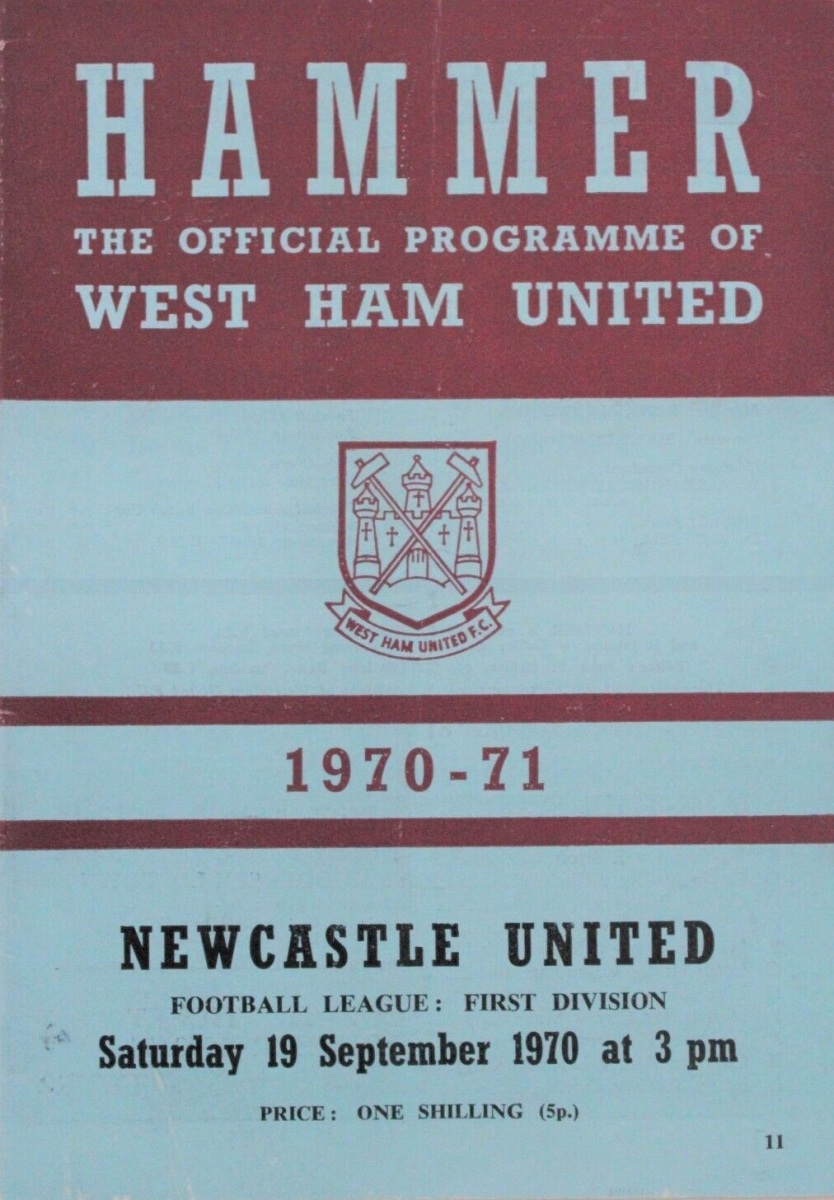 HAMMER
THE OFFICIAL PROGRAMME OF
WEST HAM UNITED
WEST HAM UNITED F.C.
1970-71
NEWCASTLE UNITED
FOOTBALL LEAGUE: FIRST DIVISION
Saturday 19 September 1970 at 3 pm
PRICE: ONE SHILLING (5p.)
11